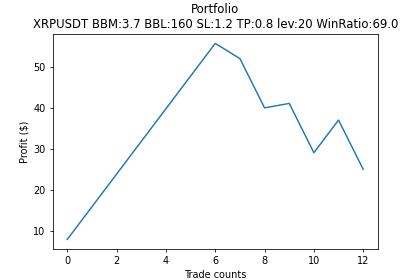 Portfolio
XRPUSDT BBM:3.7 BBL:160 SL:1.2 TP:0.8 lev:20 WinRatio:69.0
50
40
30
20
10
Profit ($)
0 2 4 6 8 10 12
Trade counts